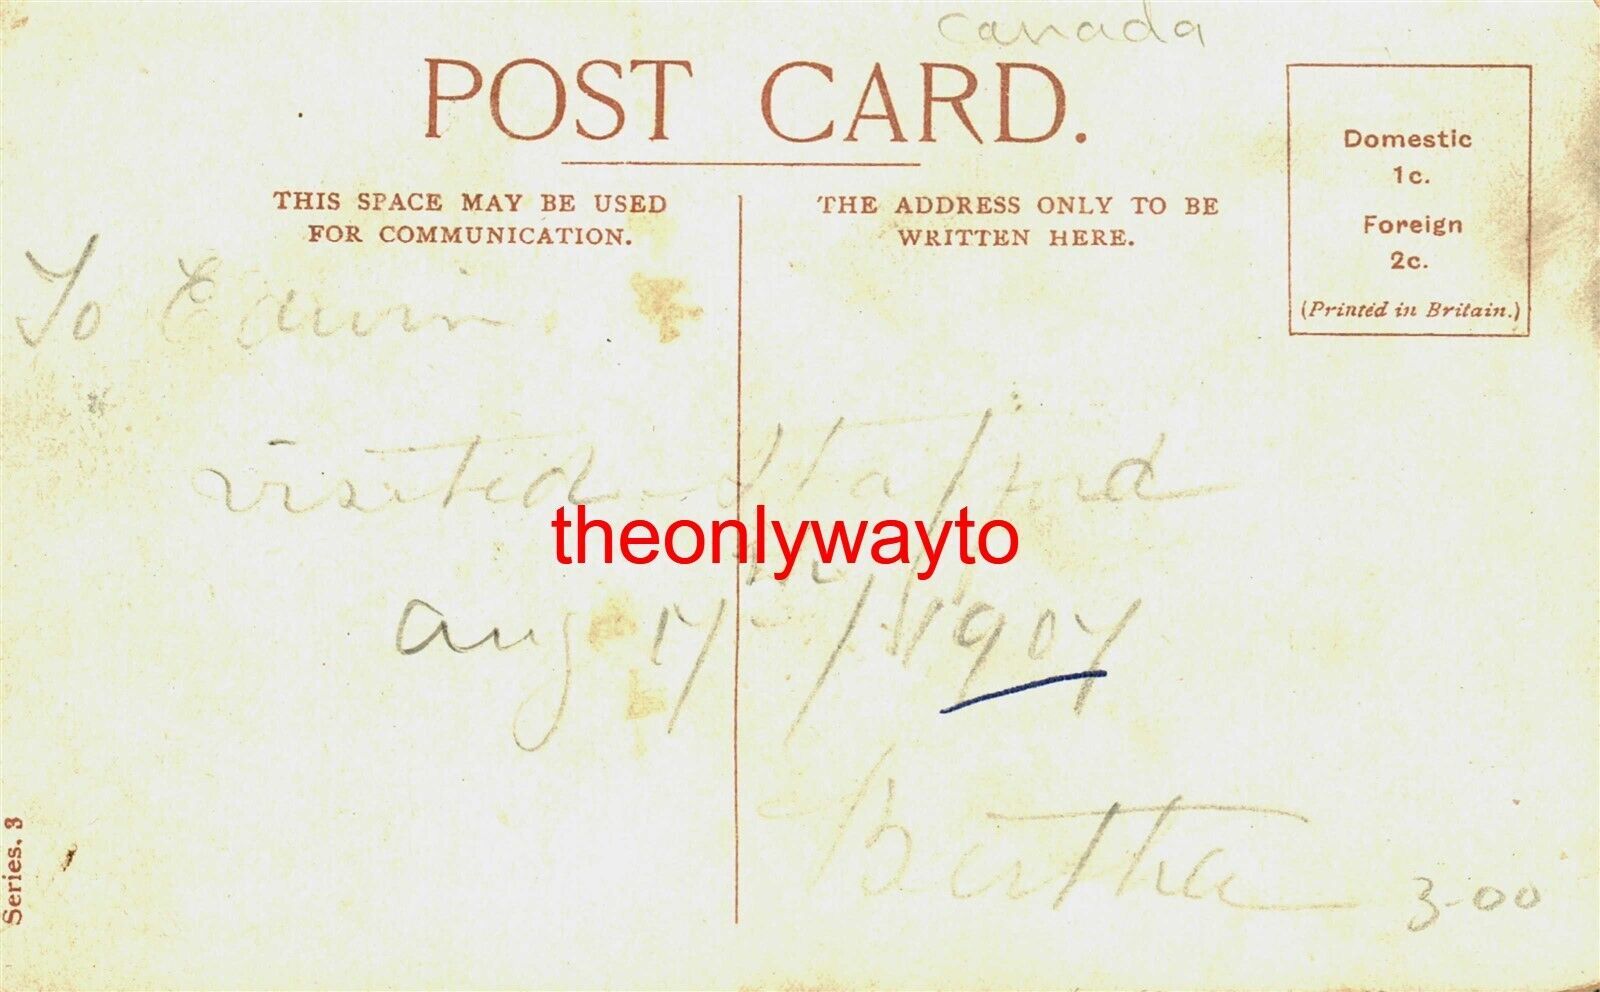 Canada
POST CARD.
THIS SPACE MAY BE USED
FOR COMMUNICATION.
THE ADDRESS ONLY TO BE
WRITTEN HERE.
Domestic
1c.
Foreign
2c.
(Printed in Britain.)
To Edwin
visited Stafford
theonlywayto
Aug 17 - 1907
Bertha
3-00
Series. 3